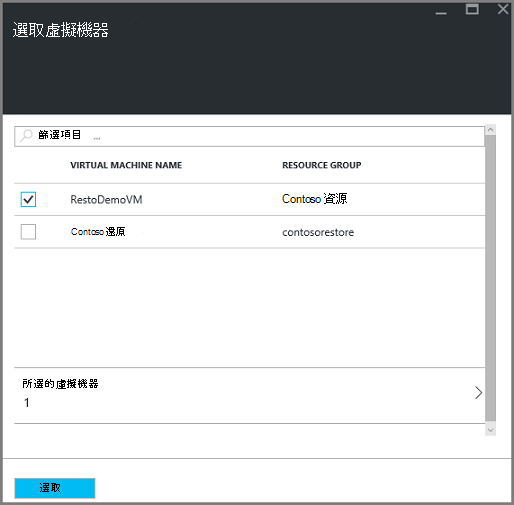 選取虛擬機器
篩選項目 ...
VIRTUAL MACHINE NAME RESOURCE GROUP
RestoDemoVM Contoso 資源
Contoso 還原 contosorestore
所選的虛擬機器
1
選取